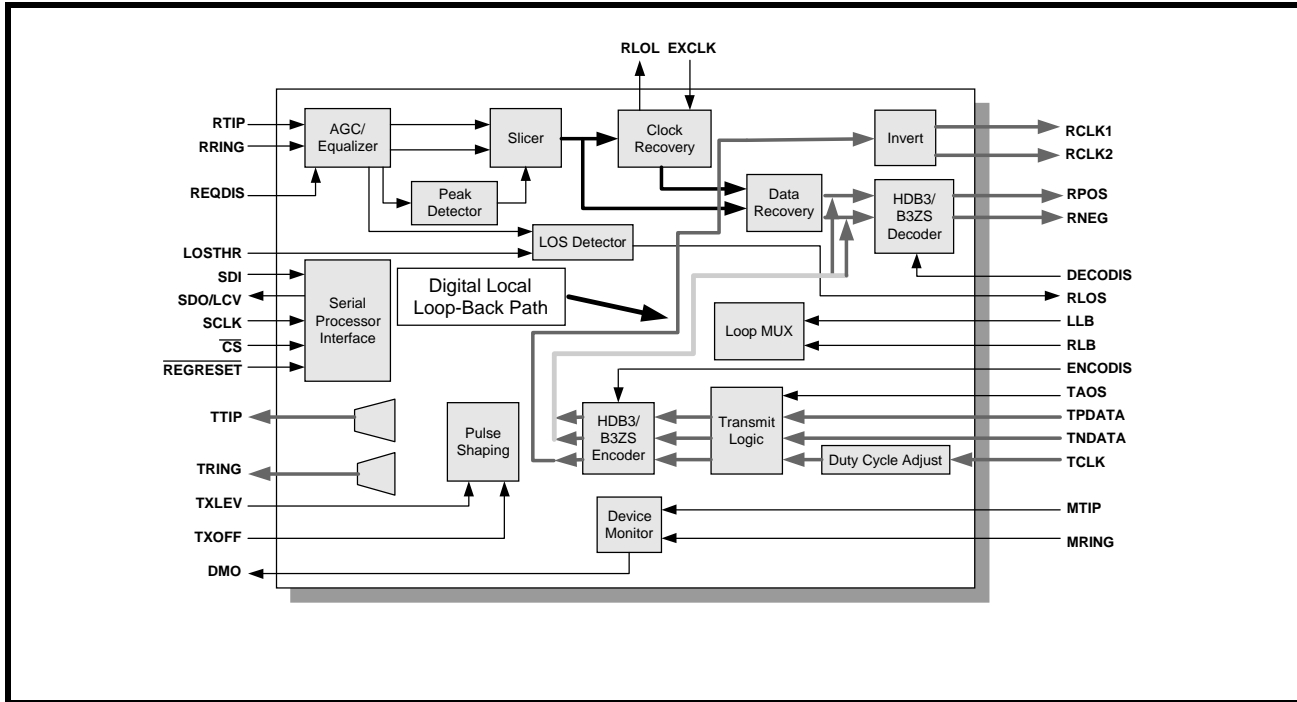 RLOL EXCLK
RTIP
RRING
REQDIS
LOSTHR
SDI
SDO/LCV
SCLK
CS
REGRESET
TTIP
TRING
TXLEV
TXOFF
DMO
AGC/
Equalizer
Slicer
Clock
Recovery
Invert
Peak
Detector
Data
Recovery
HDB3/
B3ZS
Decoder
LOS Detector
Serial
Processor
Interface
Digital Local
Loop-Back Path
Loop MUX
Pulse
Shaping
HDB3/
B3ZS
Encoder
Transmit
Logic
Duty Cycle Adjust
Device
Monitor
RCLK1
RCLK2
RPOS
RNEG
DECODIS
RLOS
LLB
RLB
ENCODIS
TAOS
TPDATA
TNDATA
TCLK
MTIP
MRING